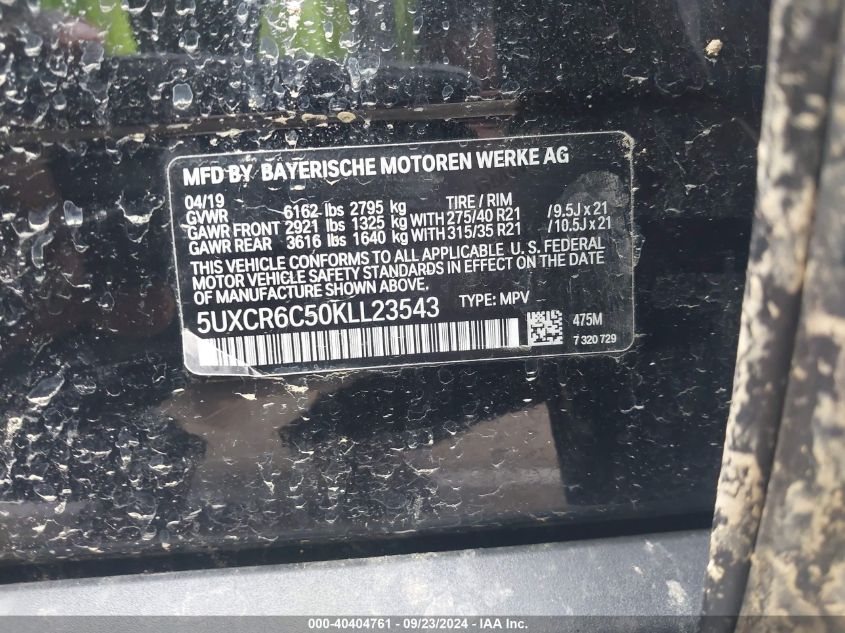 MFD BY BAYERISCHE MOTOREN WERKE AG
04/19 TIRE / RIM
GVWR 6162 lbs 2795 kg
GAWR FRONT 2921 lbs 1325 kg WITH 275/40 R21 /9.5J x 21
GAWR REAR 3616 lbs 1640 kg WITH 315/35 R21 /10.5J x 21
THIS VEHICLE CONFORMS TO ALL APPLICABLE U.S. FEDERAL
MOTOR VEHICLE SAFETY STANDARDS IN EFFECT ON THE DATE
OF MANUFACTURE SHOWN ABOVE.
5UXCR6C50KLL23543 TYPE: MPV
475M
7 320 729
000-40404761 - 09/23/2024 - IAA Inc.